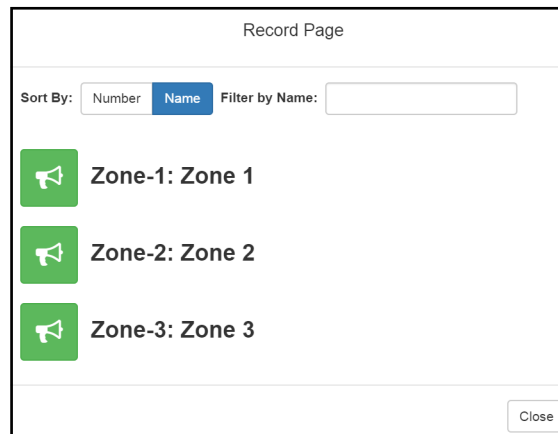 Record Page
Sort By: Number Name Filter by Name:
Zone-1: Zone 1
Zone-2: Zone 2
Zone-3: Zone 3
Close